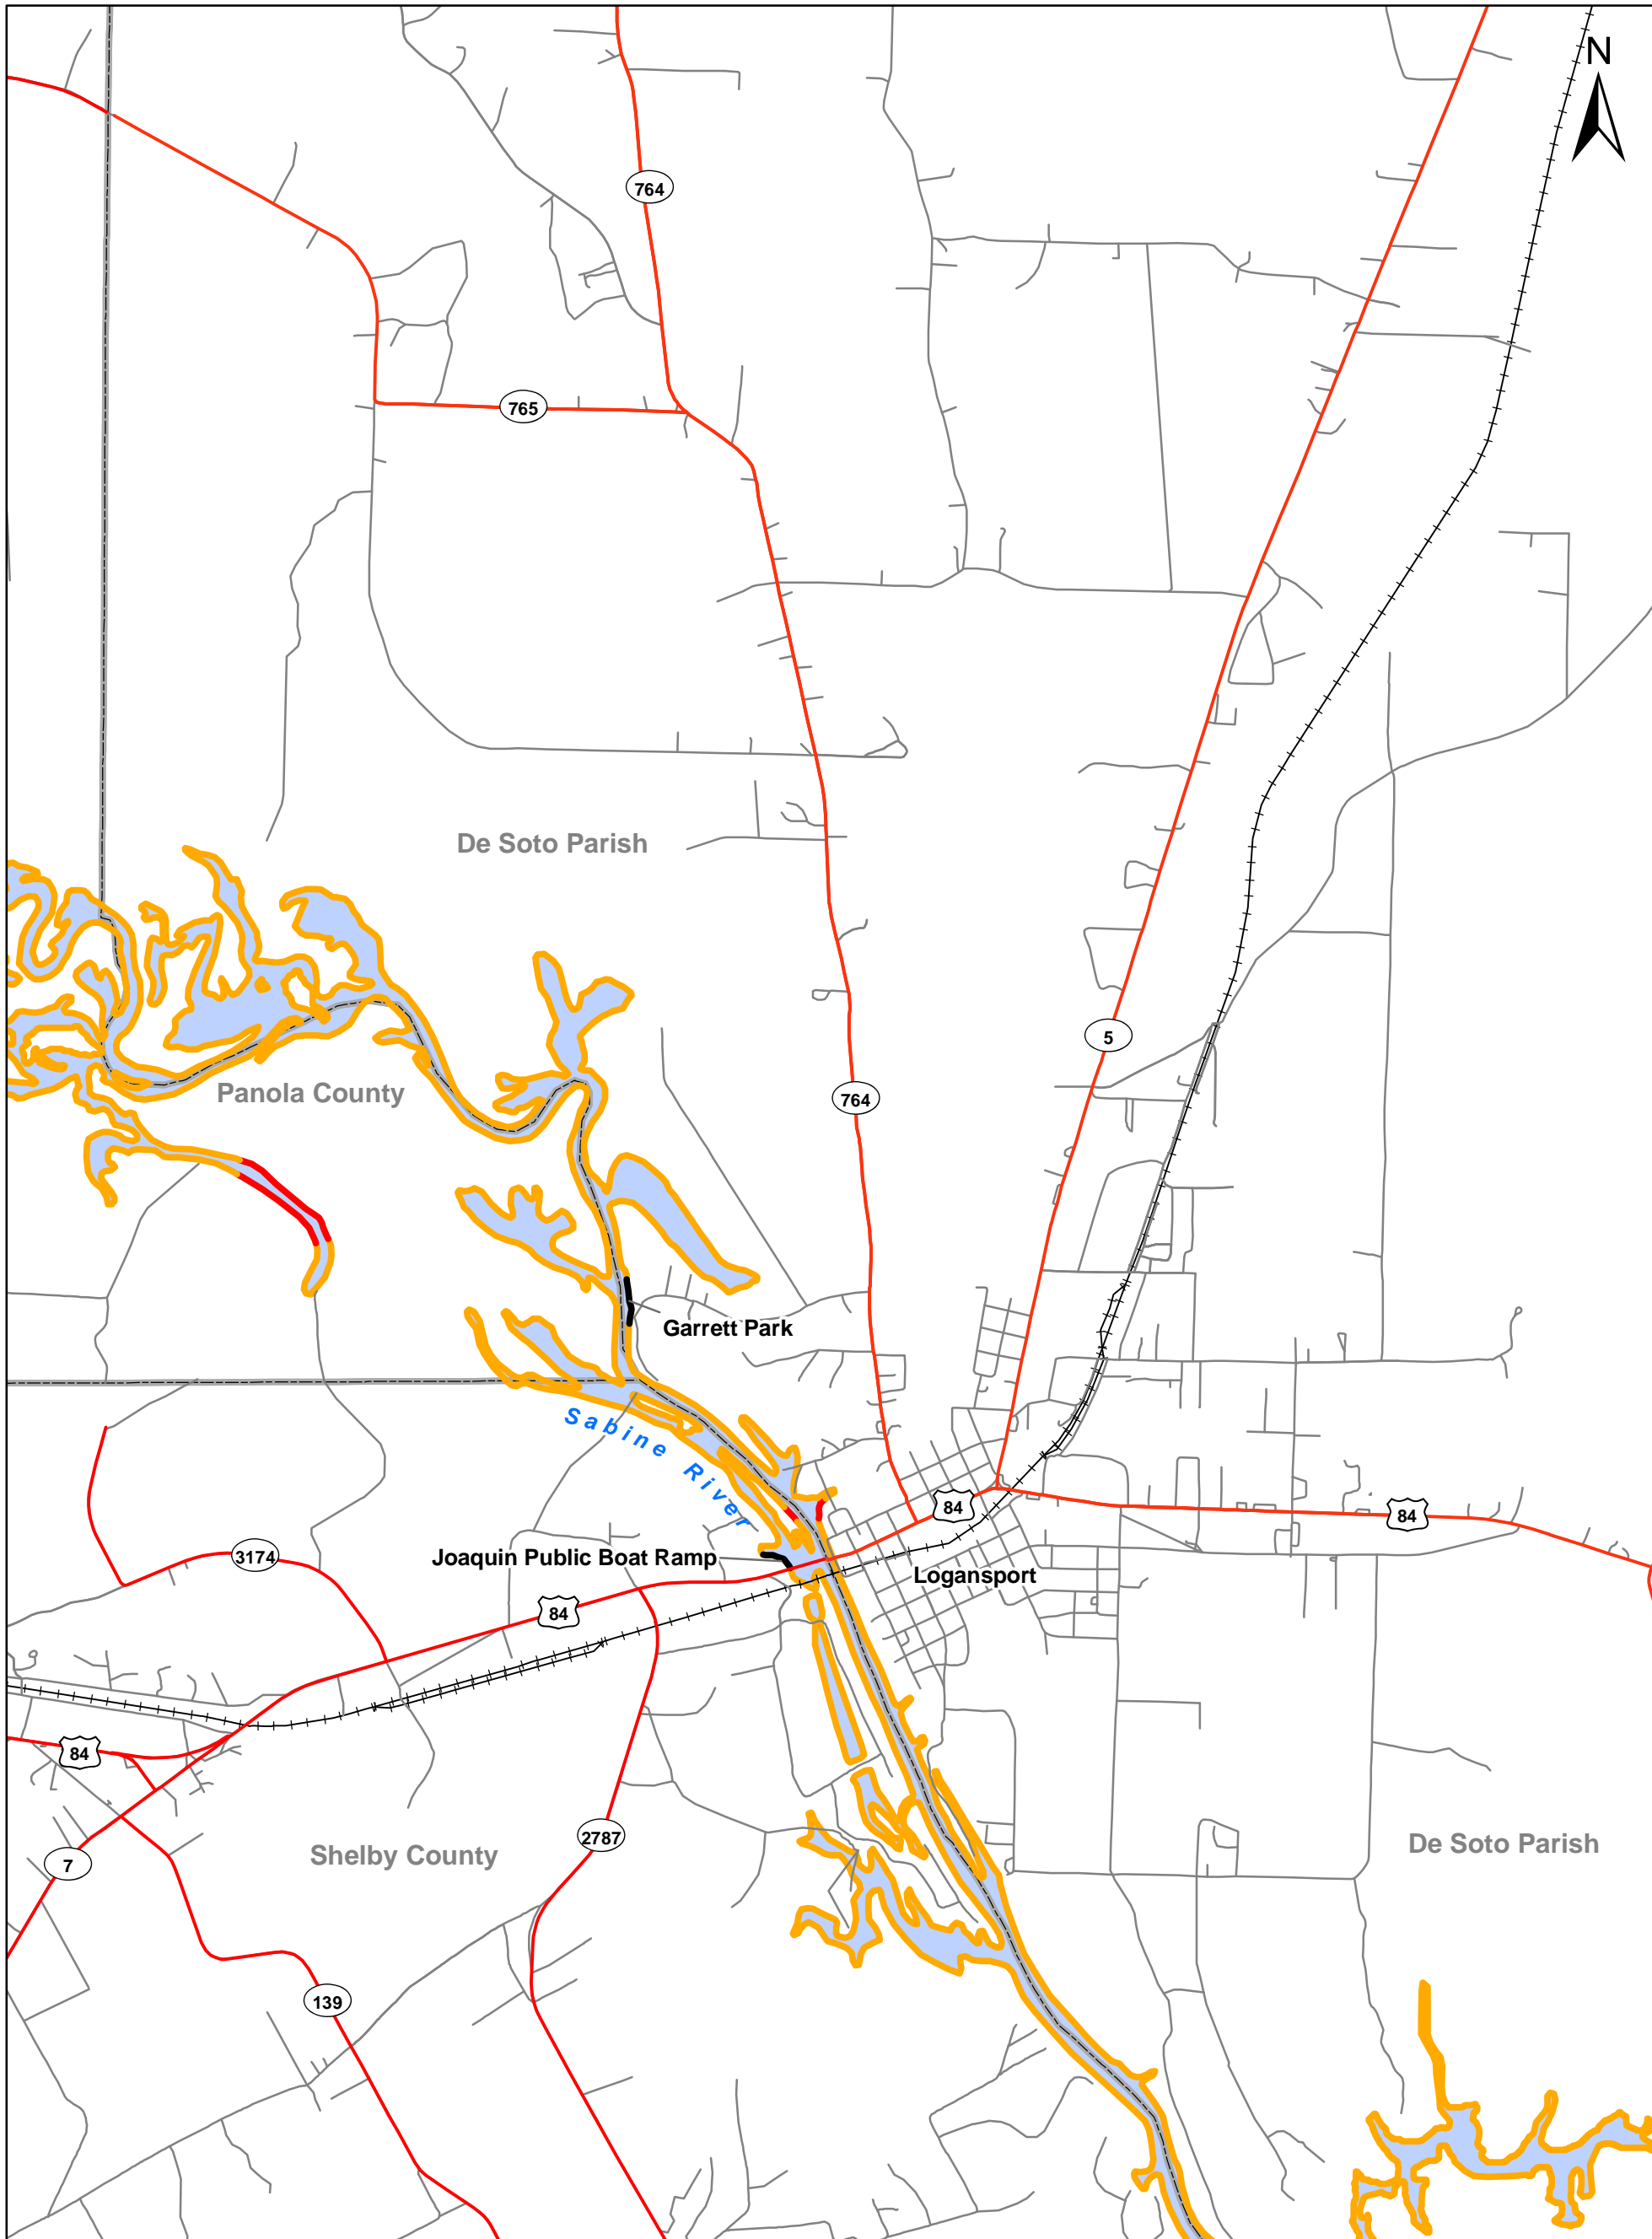 N
764
765
De Soto Parish
Panola County
5
764
Garrett Park
Sabine River
84
84
3174
Joaquin Public Boat Ramp
Logansport
84
84
2787
De Soto Parish
Shelby County
7
139